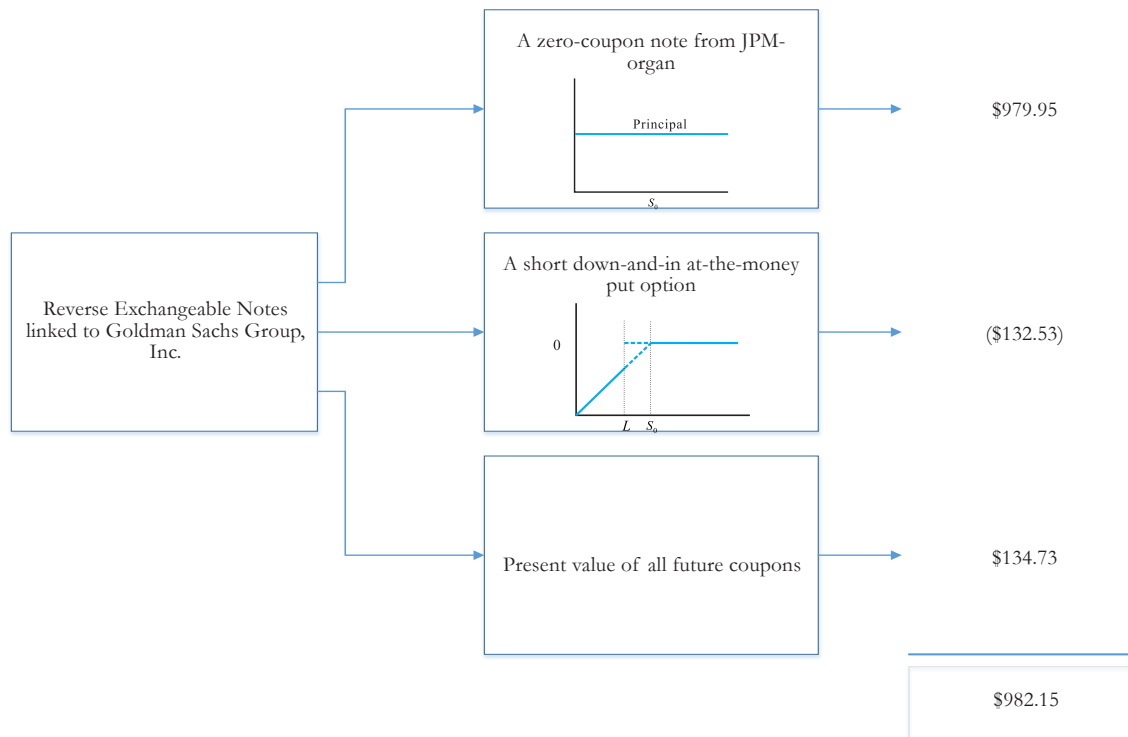 A zero-coupon note from JPM-
organ
Principal
S₀
$979.95
Reverse Exchangeable Notes
linked to Goldman Sachs Group,
Inc.
A short down-and-in at-the-money
put option
0
L S₀
($132.53)
Present value of all future coupons
$134.73
$982.15